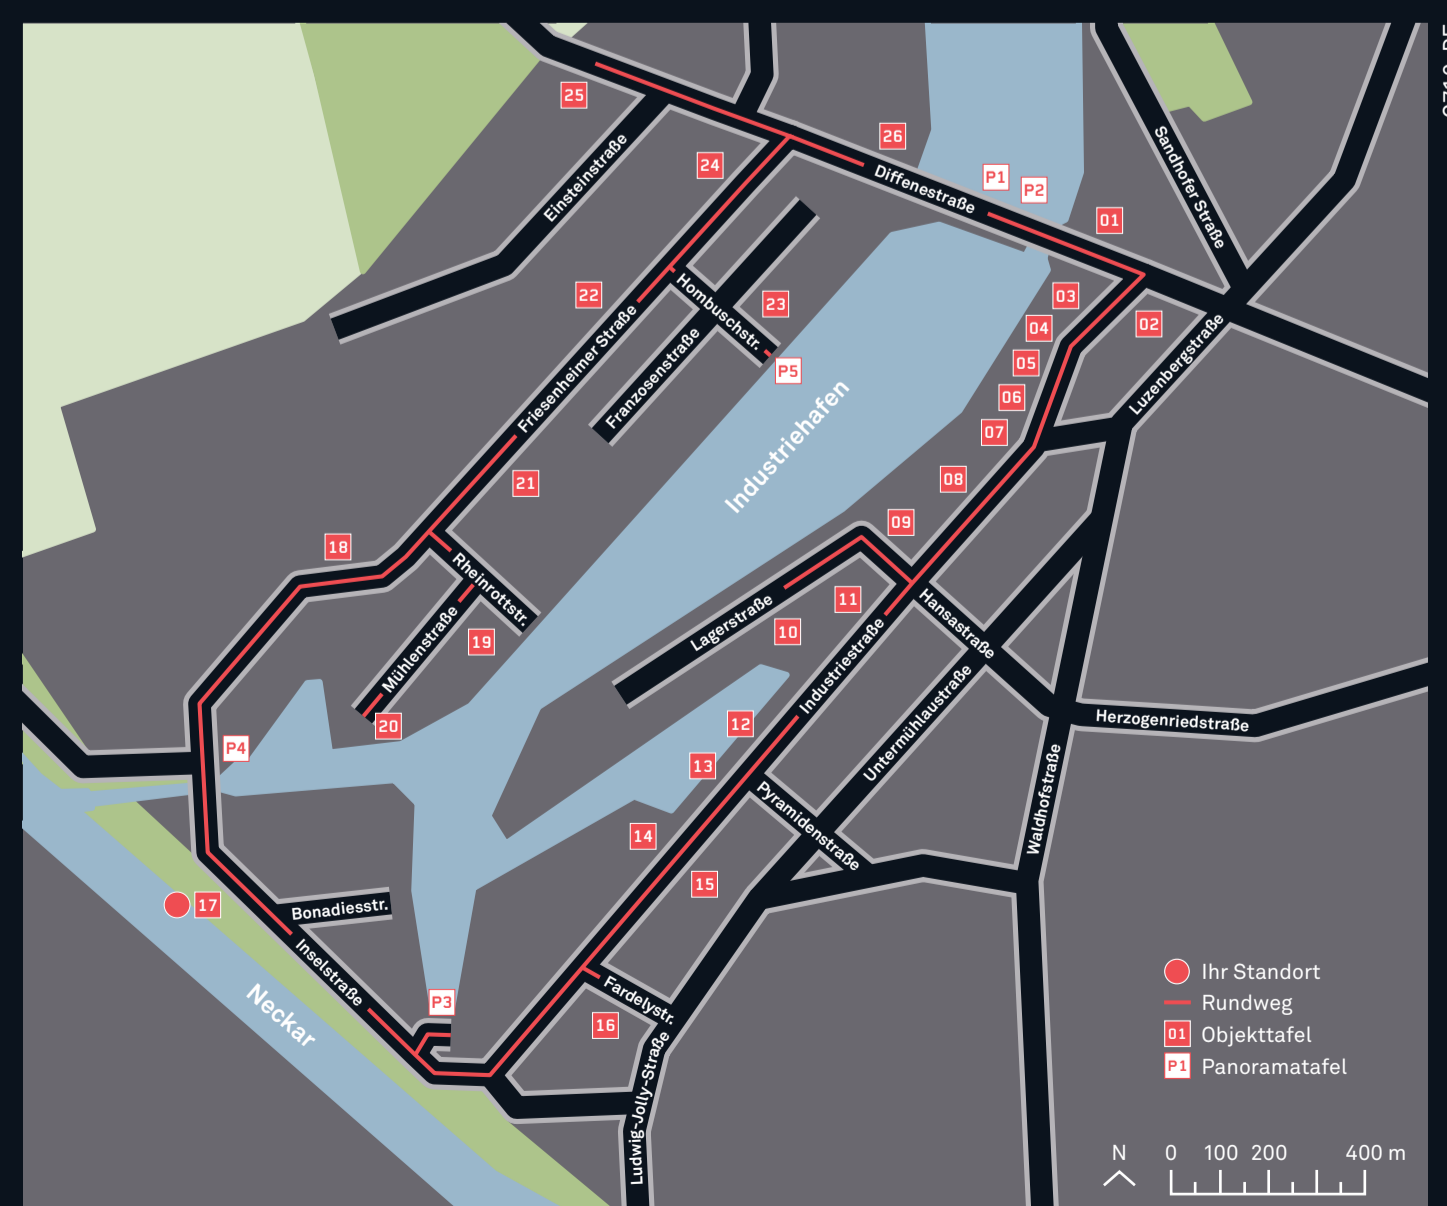 25
26
24
Einsteinstraße
Diffenestraße
P1
P2
01
Sandhofer Straße
22
Hombuschstr.
23
03
04
02
Friesenheimer Straße
Franzosenstraße
P5
05
Luzenbergstraße
06
07
Industriehafen
21
08
09
18
Rheinrottstr.
Mühlenstraße
19
Lagerstraße
11
10
Hansastraße
Industriestraße
Untermühlaustraße
20
12
Herzogenriedstraße
P4
13
Pyramidenstraße
Waldhofstraße
14
15
17
Bonadiesstr.
Inselstraße
Neckar
P3
Fardelystr.
16
Ludwig-Jolly-Straße
Ihr Standort
Rundweg
01 Objekttafel
P1 Panoramatafel
N 0 100 200 400 m